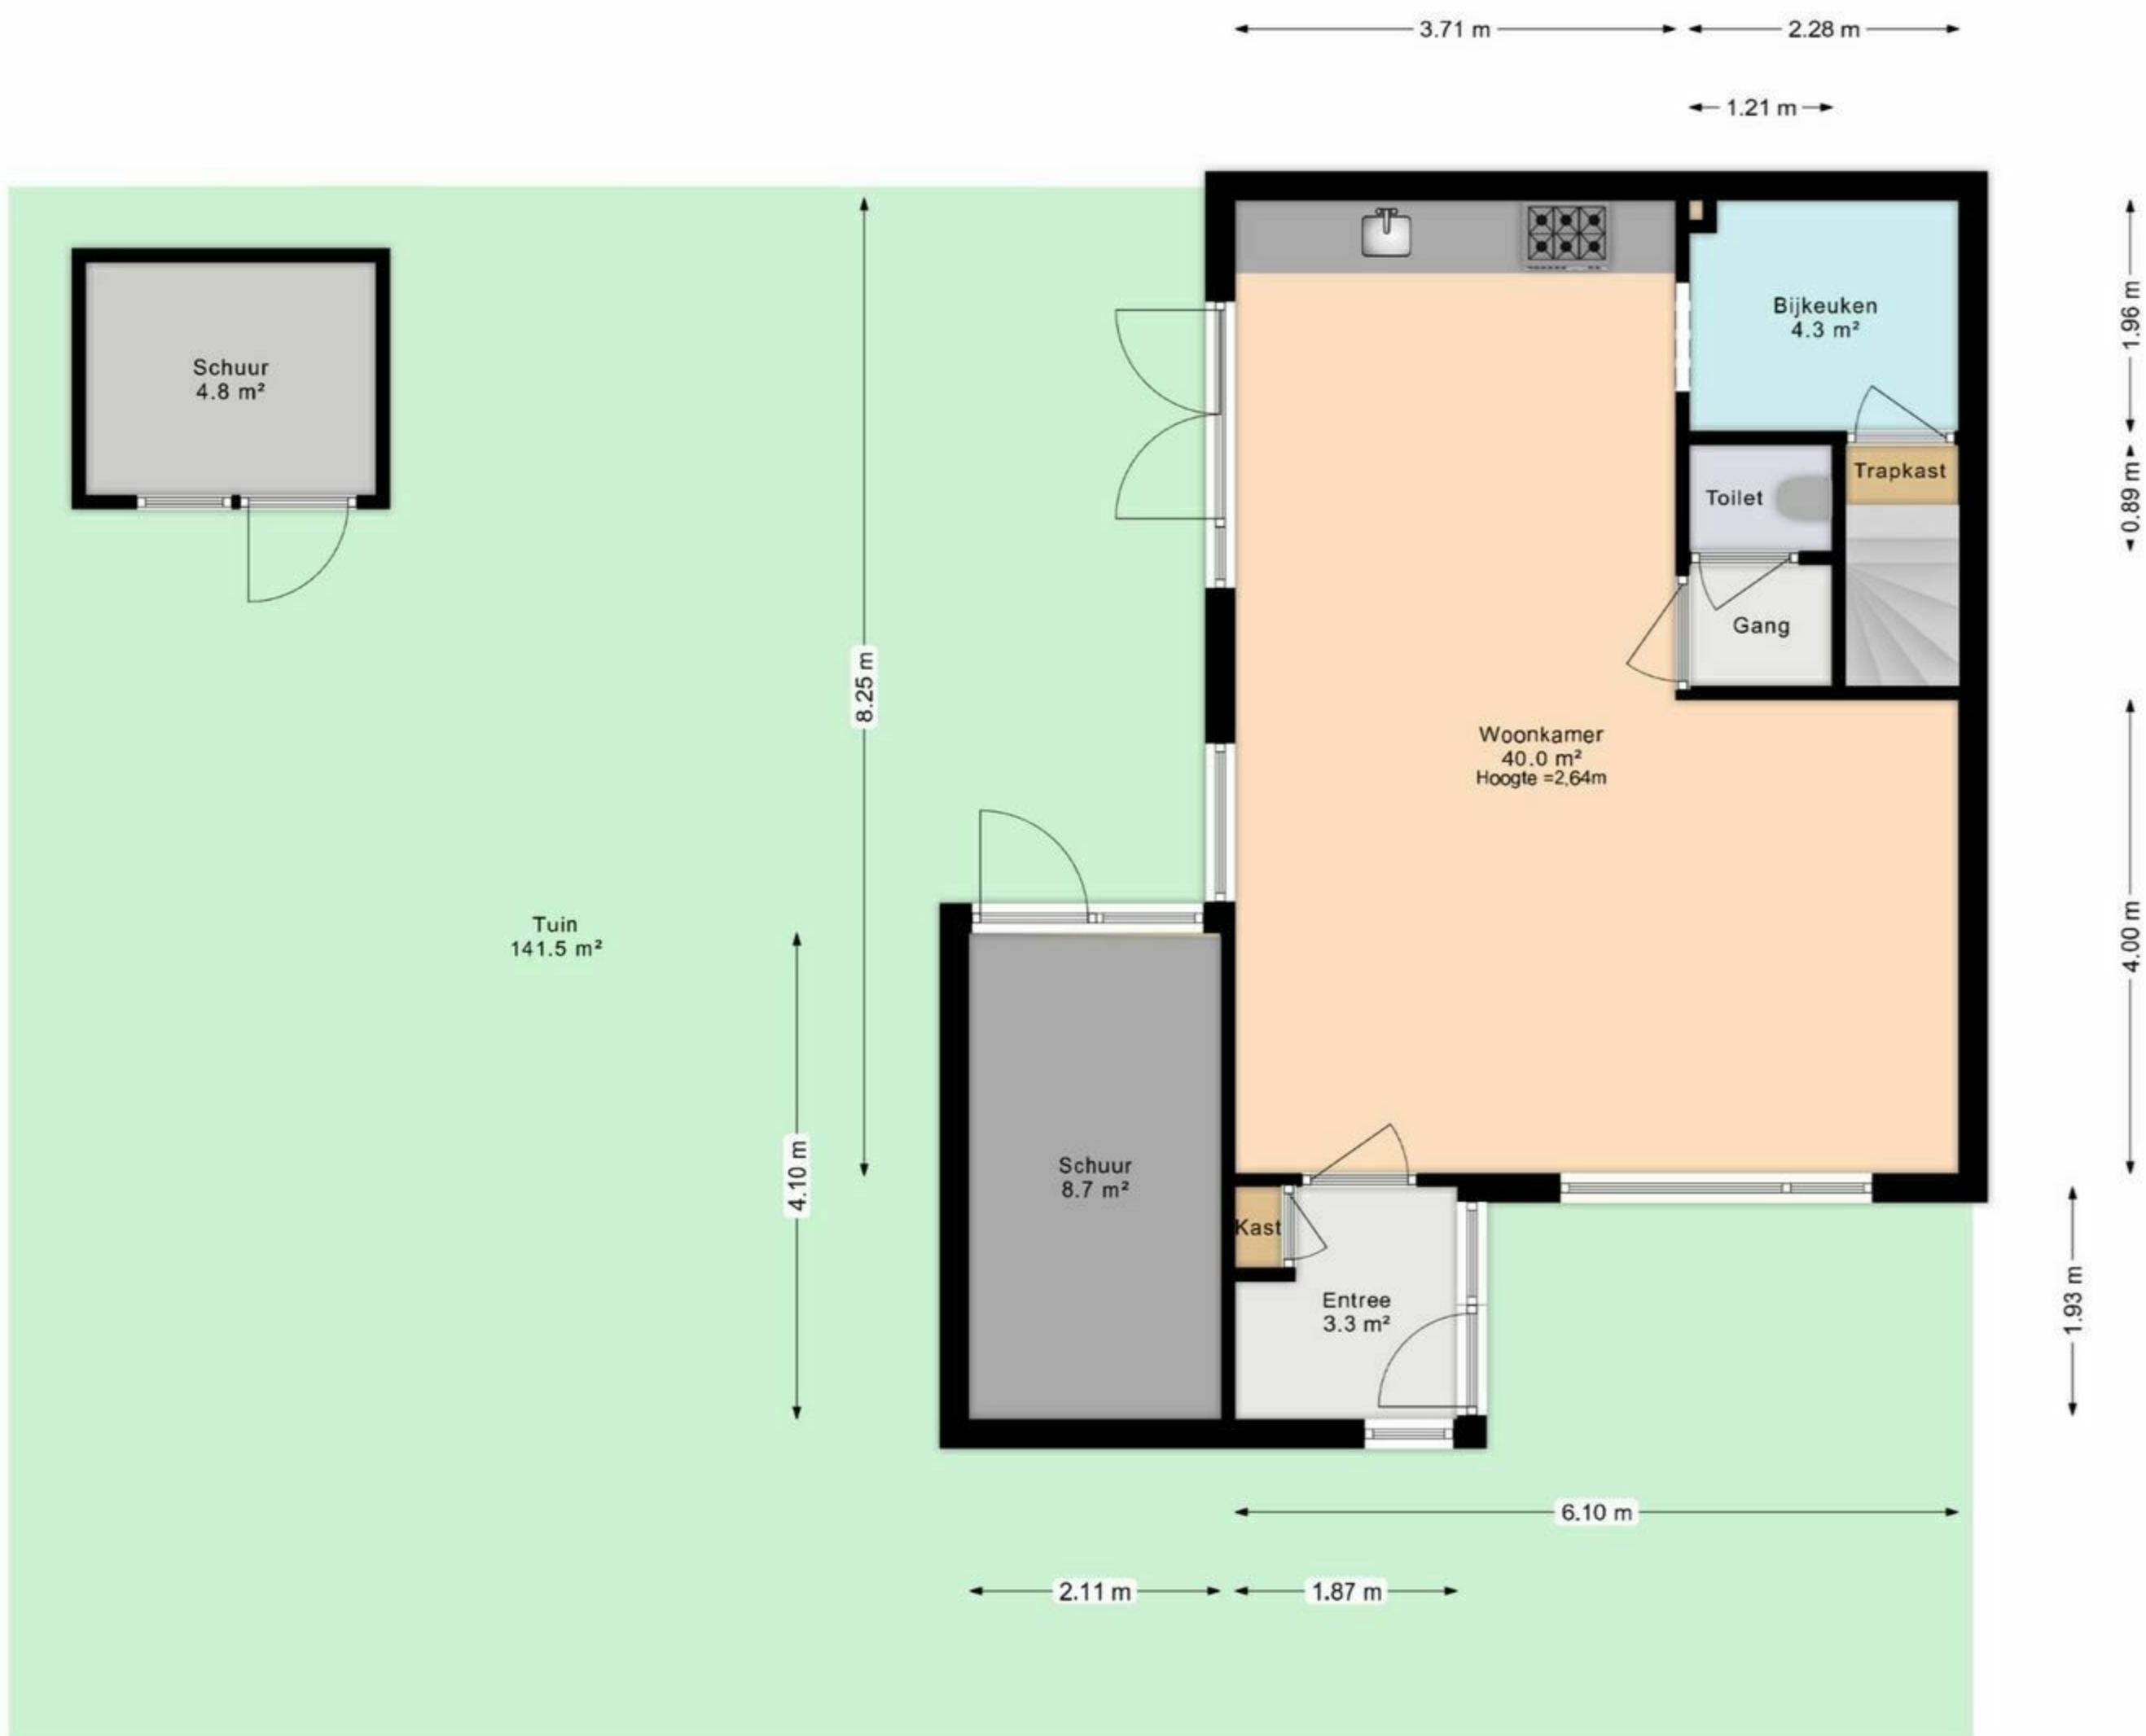 3.71 m
2.28 m
1.21 m
Schuur
4.8 m²
Bijkeuken
4.3 m²
1.96 m
Toilet
Trapkast
0.89 m
Gang
8.25 m
Woonkamer
40.0 m²
Hoogte =2,64m
Tuin
141.5 m²
4.00 m
4.10 m
Schuur
8.7 m²
Kast
Entree
3.3 m²
1.93 m
6.10 m
2.11 m
1.87 m